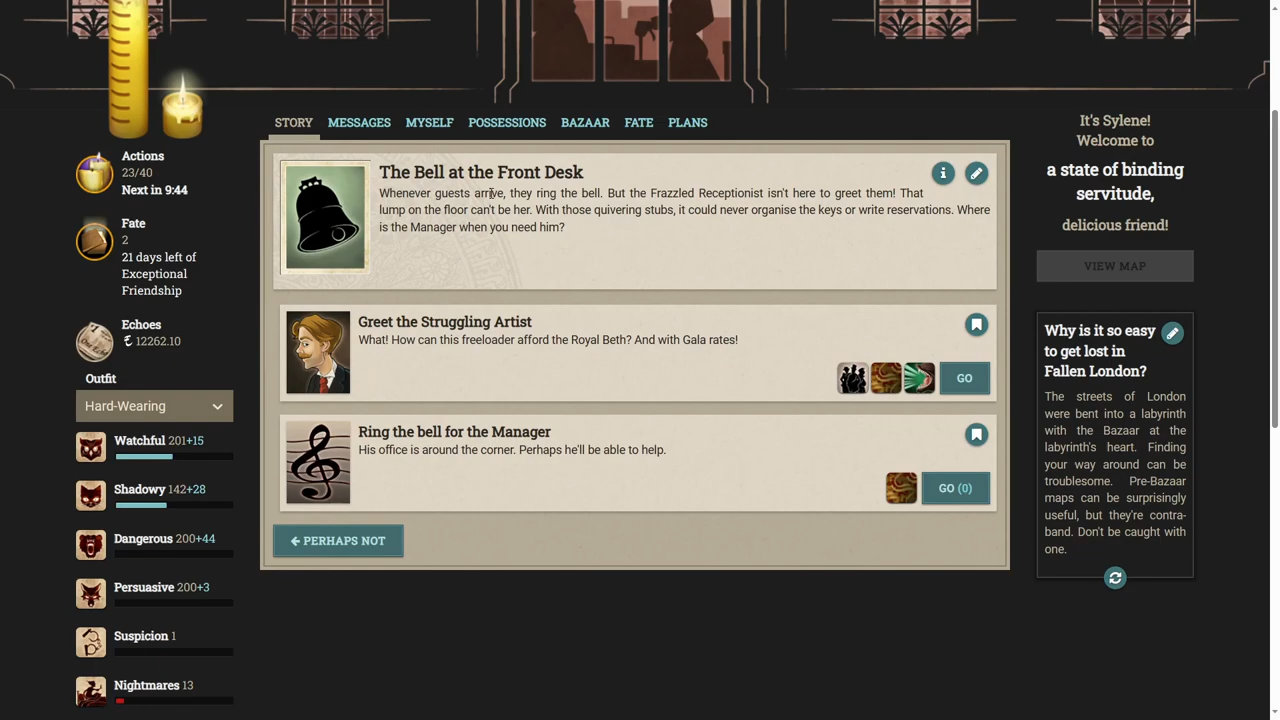 STORY MESSAGES MYSELF POSSESSIONS BAZAAR FATE PLANS
Actions
23/40
Next in 9:44
Fate
2
21 days left of
Exceptional
Friendship
Echoes
12262.10
Outfit
Hard-Wearing
Watchful 201+15
Shadowy 142+28
Dangerous 200+44
Persuasive 200+3
Suspicion 1
Nightmares 13
The Bell at the Front Desk
Whenever guests arrive, they ring the bell. But the Frazzled Receptionist isn't here to greet them! That
lump on the floor can't be her. With those quivering stubs, it could never organise the keys or write reservations. Where
is the Manager when you need him?
Greet the Struggling Artist
What! How can this freeloader afford the Royal Beth? And with Gala rates!
GO
Ring the bell for the Manager
His office is around the corner. Perhaps he'll be able to help.
GO (0)
PERHAPS NOT
It's Sylene!
Welcome to
a state of binding
servitude,
delicious friend!
VIEW MAP
Why is it so easy
to get lost in
Fallen London?
The streets of London
were bent into a labyrinth
with the Bazaar at the
labyrinth's heart. Finding
your way around can be
troublesome. Pre-Bazaar
maps can be surprisingly
useful, but they're contra-
band. Don't be caught with
one.